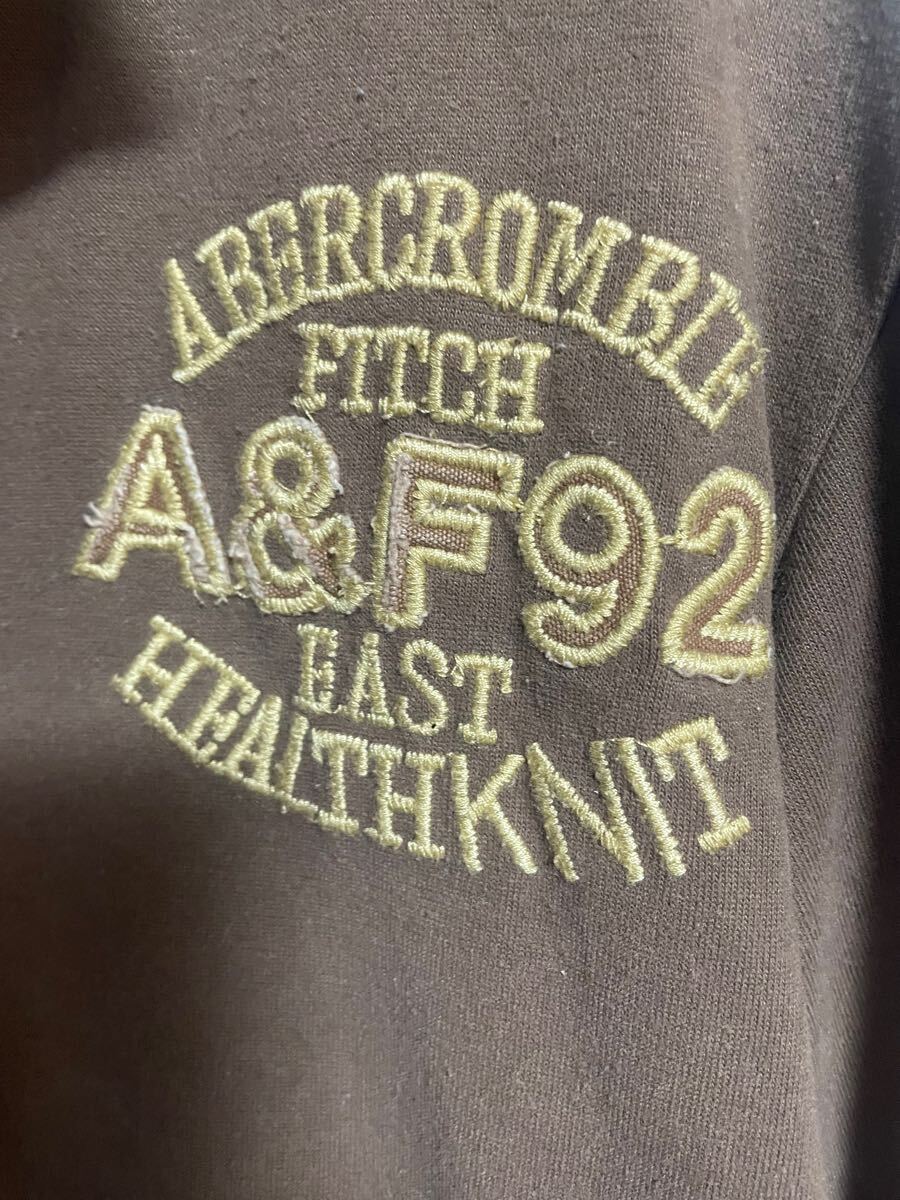 ABERCROMBIE
FITCH
A&F92
EAST
HEALTHKNIT